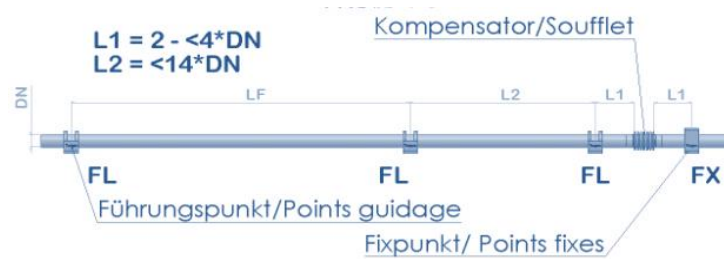 Kompensator/Soufflet
L1 = 2 - <4*DN
L2 = <14*DN
DN
LF
L2
L1
L1
FL
FL
FL
FX
Führungspunkt/Points guidage
Fixpunkt/ Points fixes